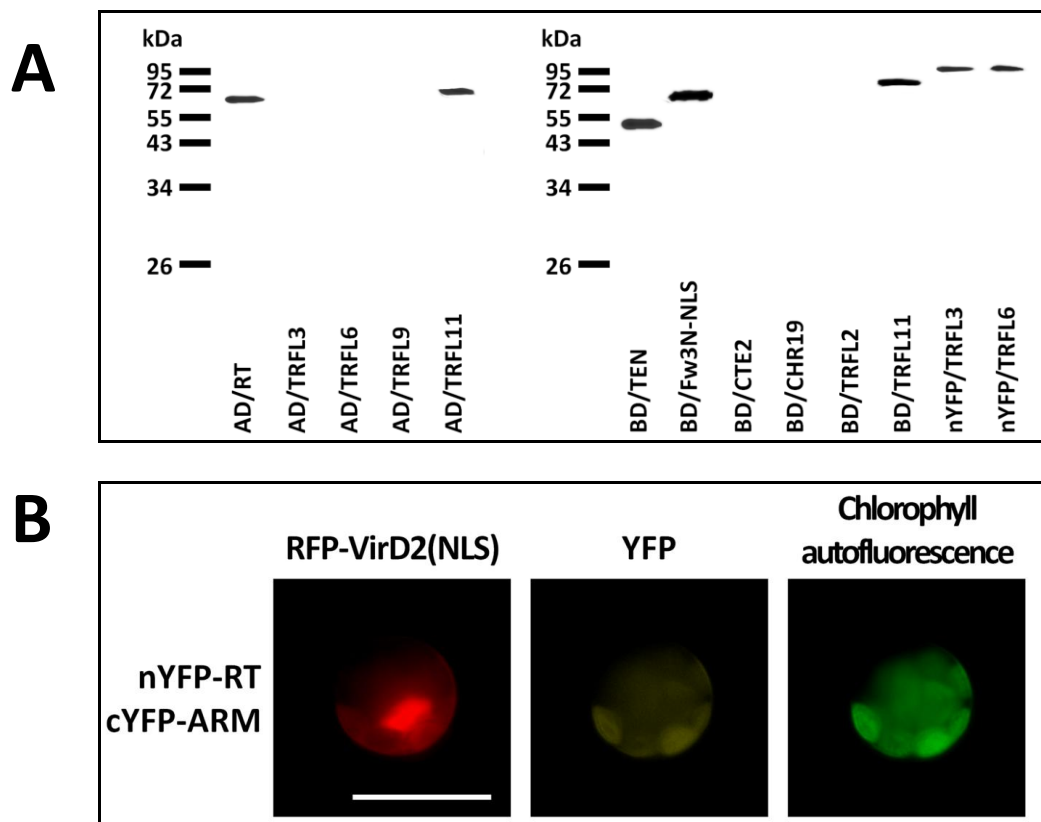 A
kDa
95
72
55
43
34
26
AD/RT
AD/TRFL3
AD/TRFL6
AD/TRFL9
AD/TRFL11
kDa
95
72
55
43
34
26
BD/TEN
BD/Fw3N-NLS
BD/CTE2
BD/CHR19
BD/TRFL2
BD/TRFL11
nYFP/TRFL3
nYFP/TRFL6
B
RFP-VirD2(NLS)
YFP
Chlorophyll
autofluorescence
nYFP-RT
cYFP-ARM